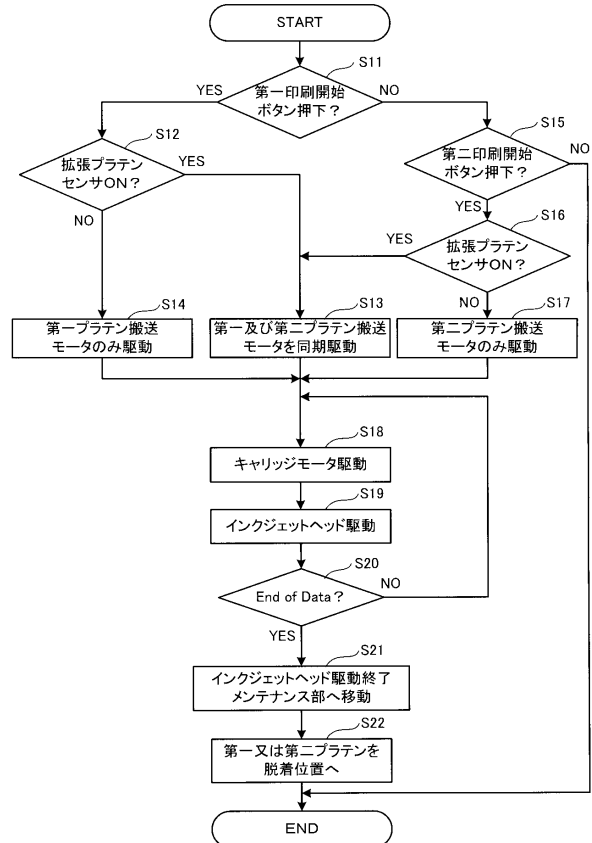 START
S11
第一印刷開始
ボタン押下？
YES
NO
S12
拡張プラテン
センサON？
YES
NO
S15
第二印刷開始
ボタン押下？
NO
YES
S16
拡張プラテン
センサON？
YES
NO
S14
第一プラテン搬送
モータのみ駆動
S13
第一及び第二プラテン搬送
モータを同期駆動
S17
第二プラテン搬送
モータのみ駆動
S18
キャリッジモータ駆動
S19
インクジェットヘッド駆動
S20
End of Data？
NO
YES
S21
インクジェットヘッド駆動終了
メンテナンス部へ移動
S22
第一又は第二プラテンを
脱着位置へ
END